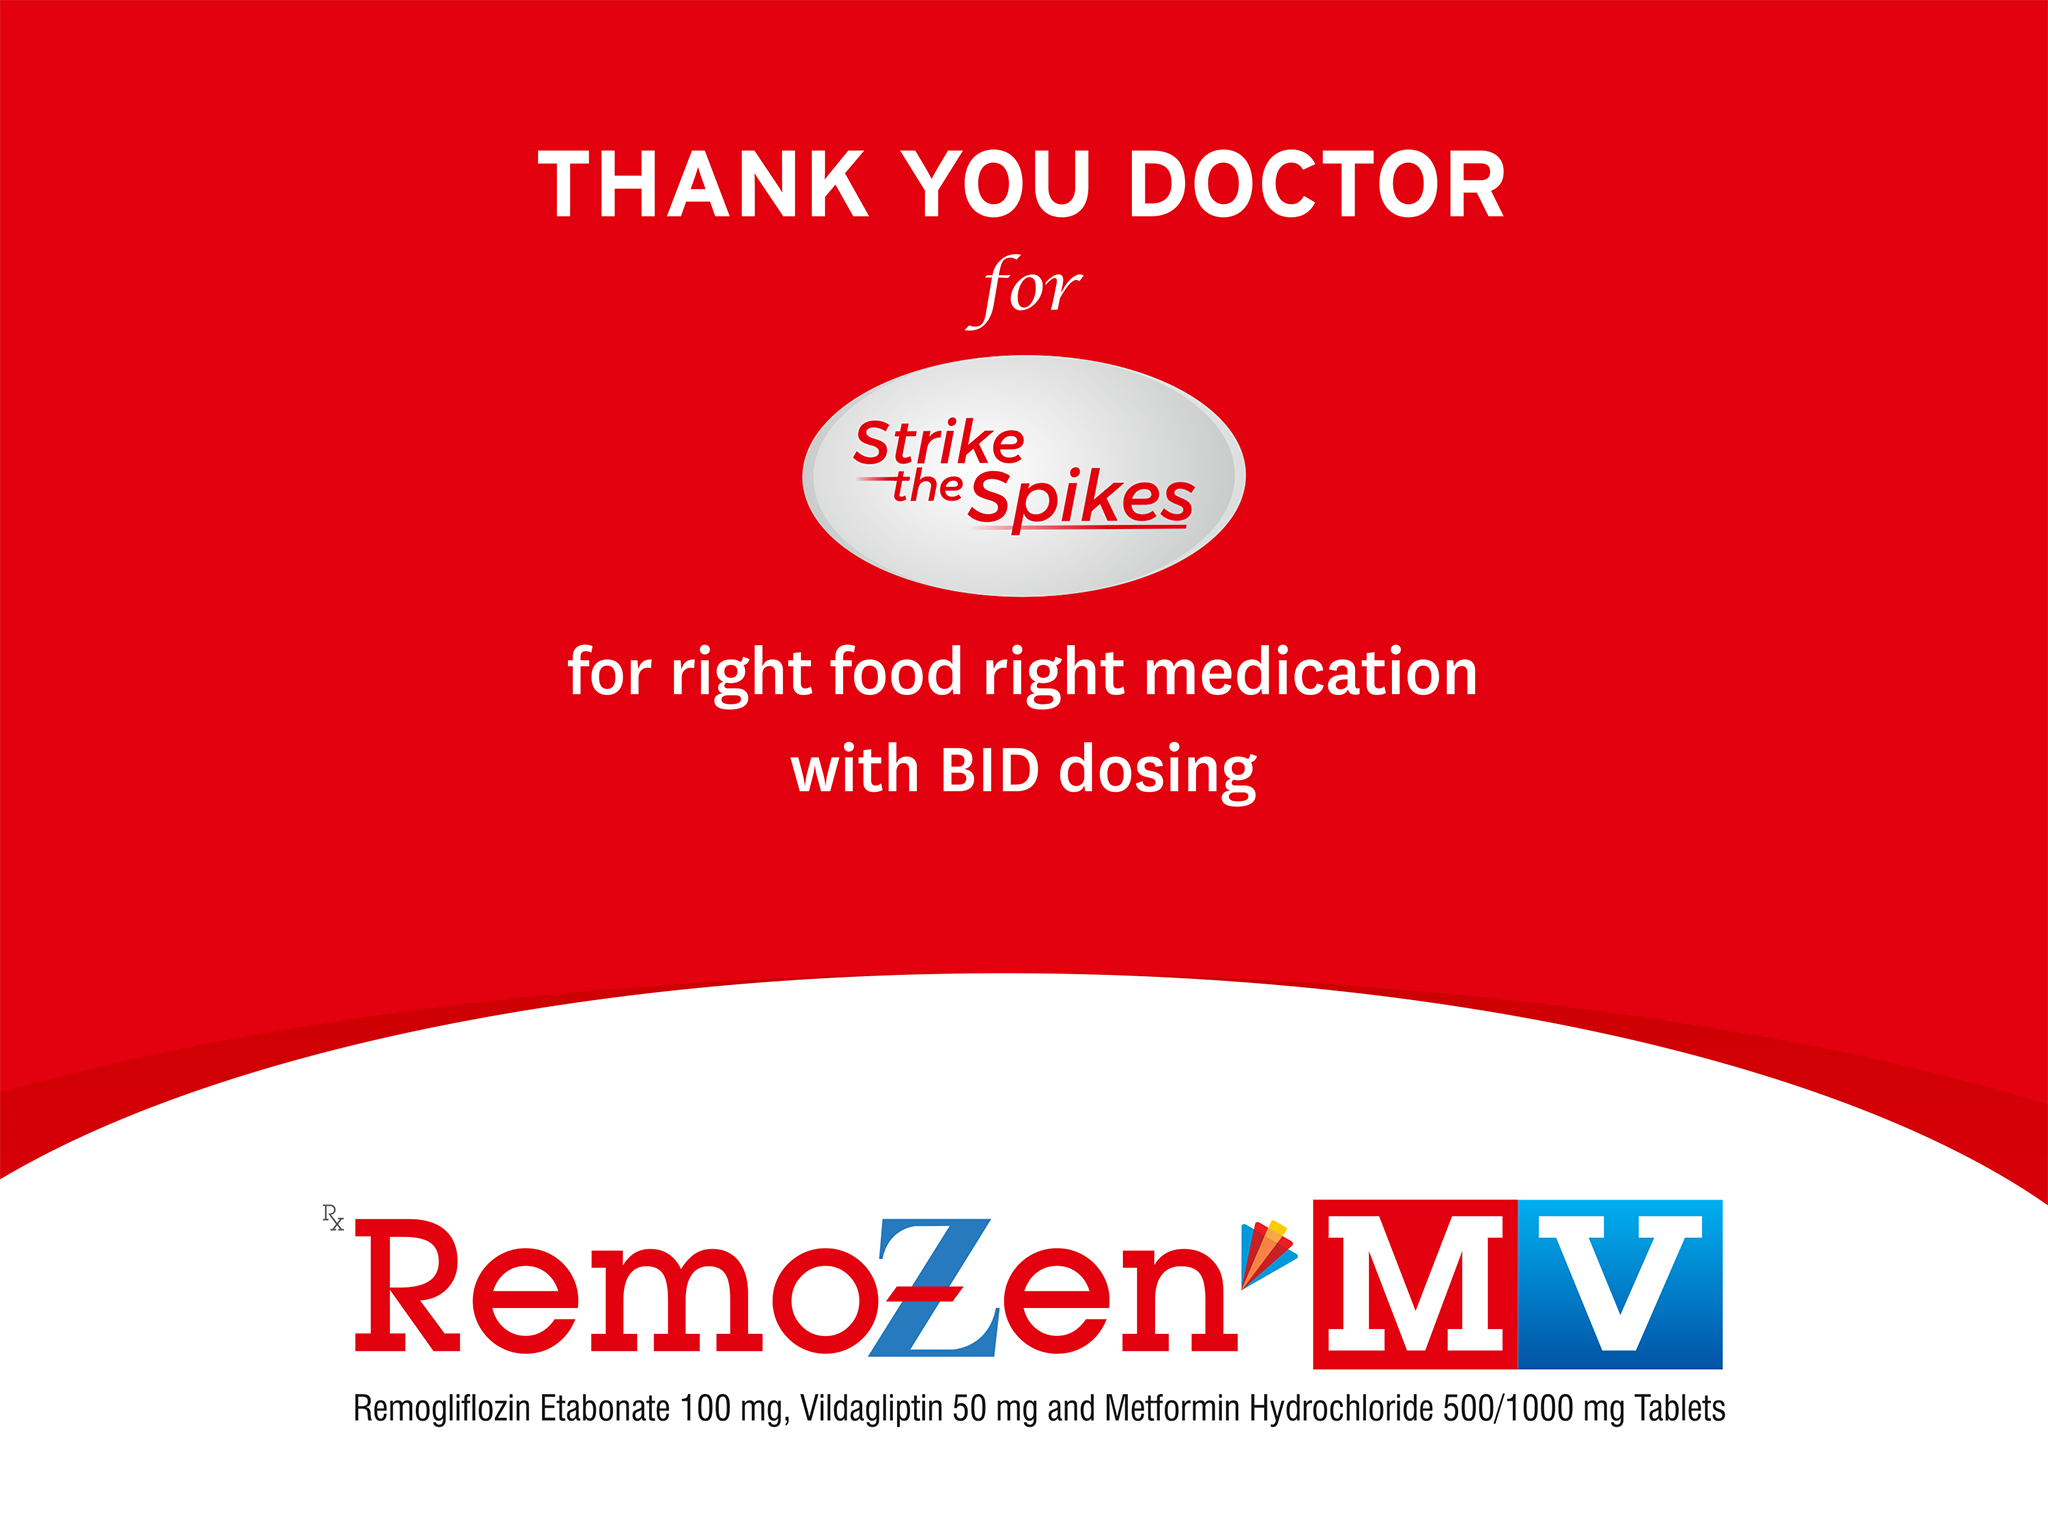 THANK YOU DOCTOR
for
Strike
the Spikes
for right food right medication
with BID dosing
Rx RemoZen MV
Remogliflozin Etabonate 100 mg, Vildagliptin 50 mg and Metformin Hydrochloride 500/1000 mg Tablets